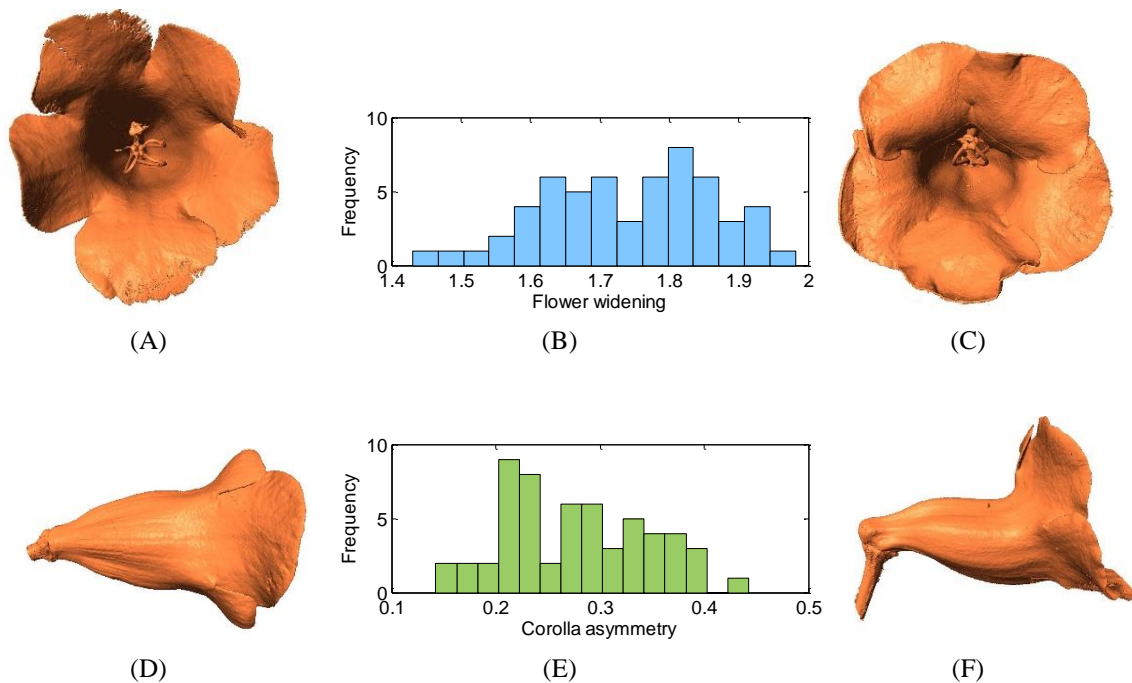 10
5
0
Frequency
1.4 1.5 1.6 1.7 1.8 1.9 2
Flower widening
(A) (B) (C)
10
5
0
Frequency
0.1 0.2 0.3 0.4 0.5
Corolla asymmetry
(D) (E) (F)